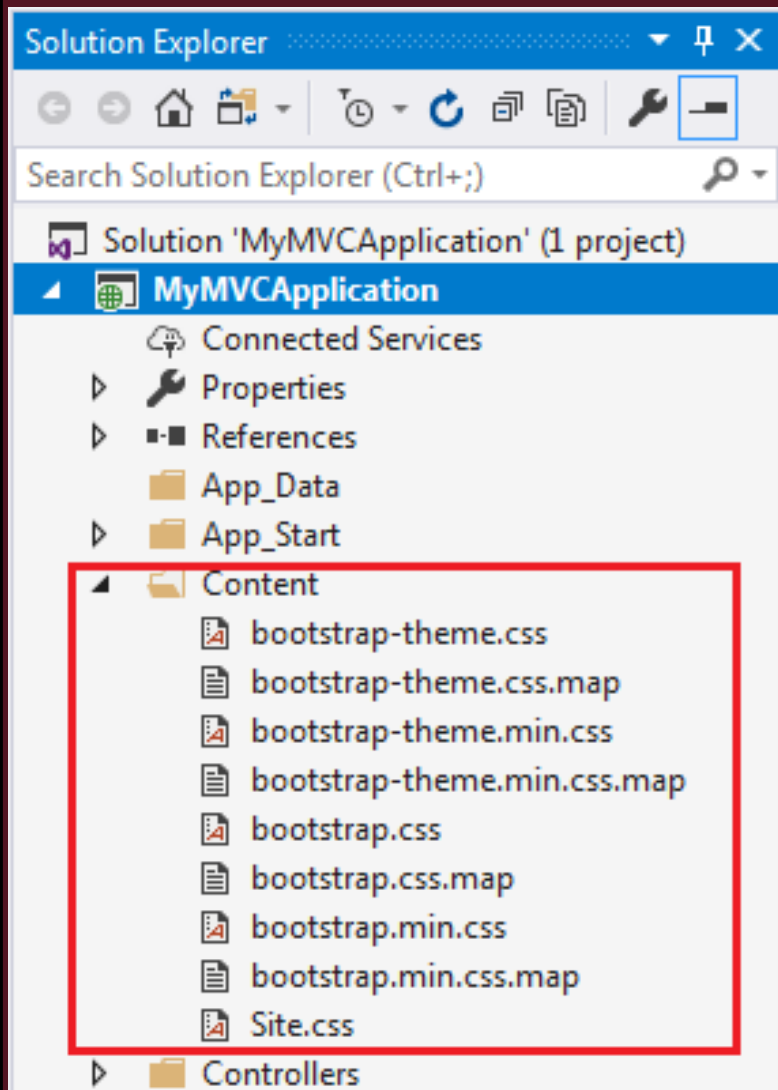 Solution Explorer
Search Solution Explorer (Ctrl+;)
Solution 'MyMVCApplication' (1 project)
MyMVCApplication
Connected Services
Properties
References
App_Data
App_Start
Content
bootstrap-theme.css
bootstrap-theme.css.map
bootstrap-theme.min.css
bootstrap-theme.min.css.map
bootstrap.css
bootstrap.css.map
bootstrap.min.css
bootstrap.min.css.map
Site.css
Controllers